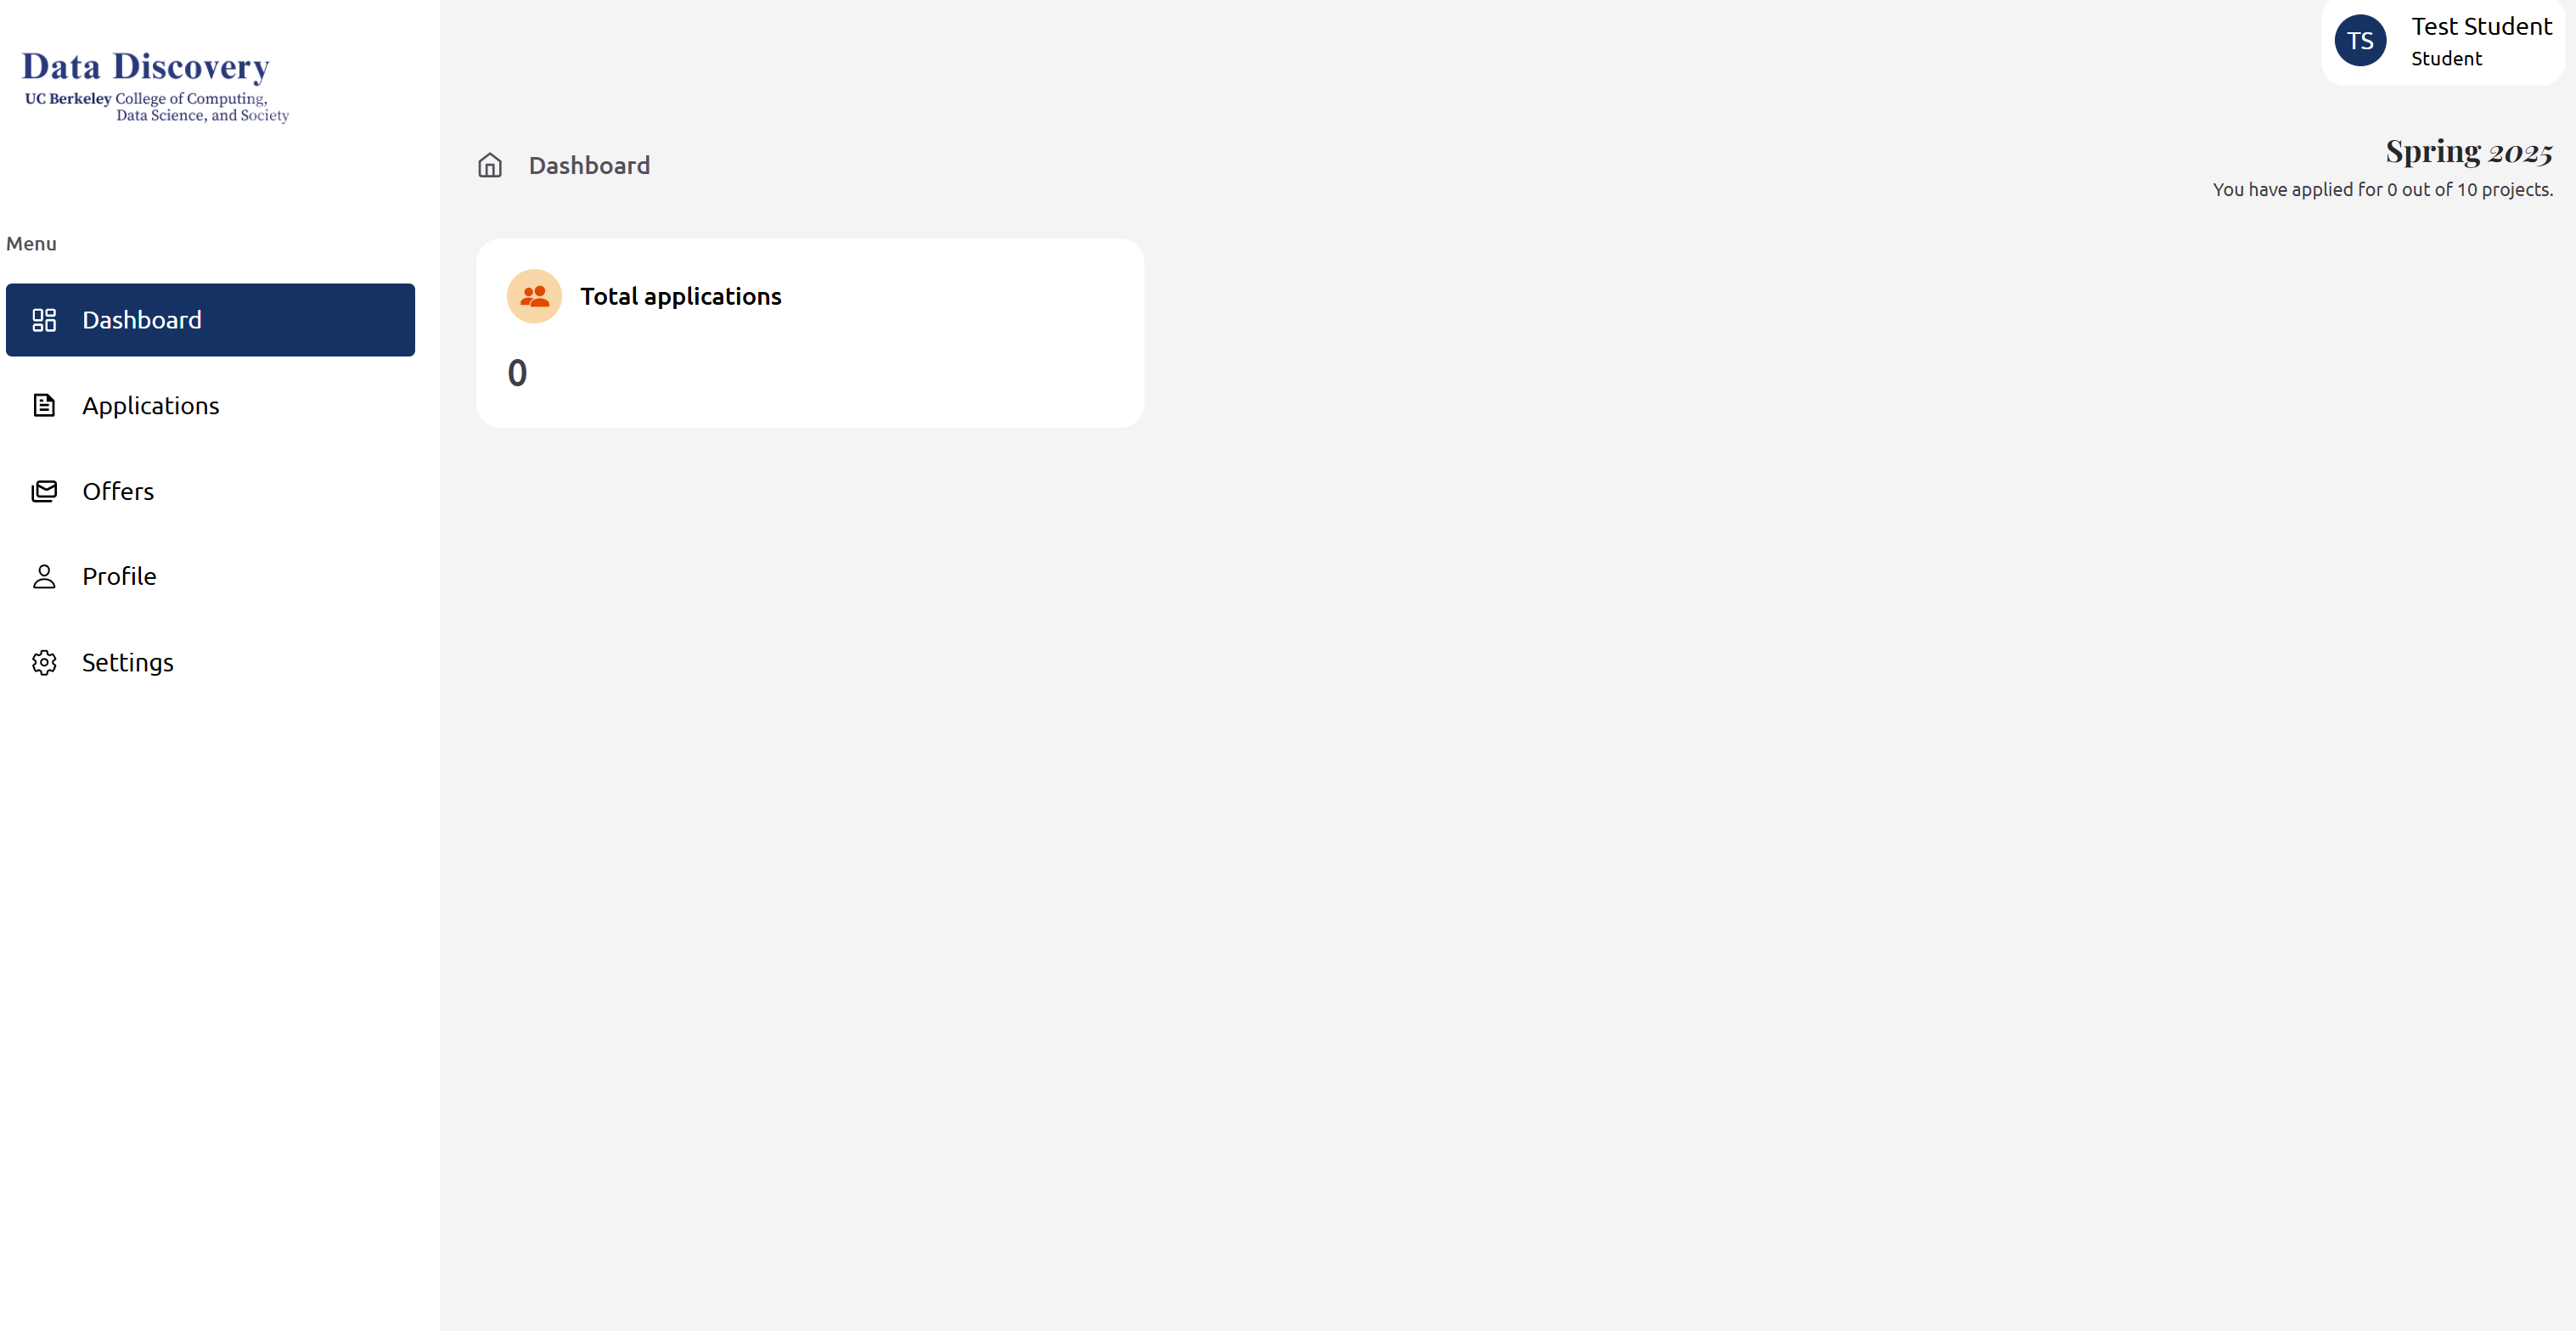 Data Discovery
UC Berkeley College of Computing,
Data Science, and Society
Menu
Dashboard
Applications
Offers
Profile
Settings
TS
Test Student
Student
Dashboard
Spring 2025
You have applied for 0 out of 10 projects.
Total applications
0